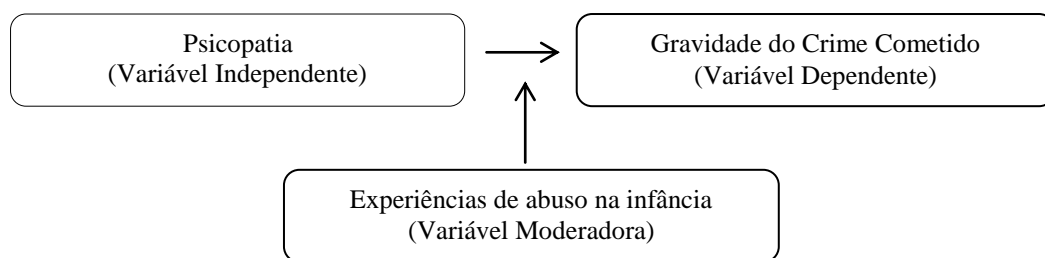 Psicopatia
(Variável Independente)
Gravidade do Crime Cometido
(Variável Dependente)
Experiências de abuso na infância
(Variável Moderadora)